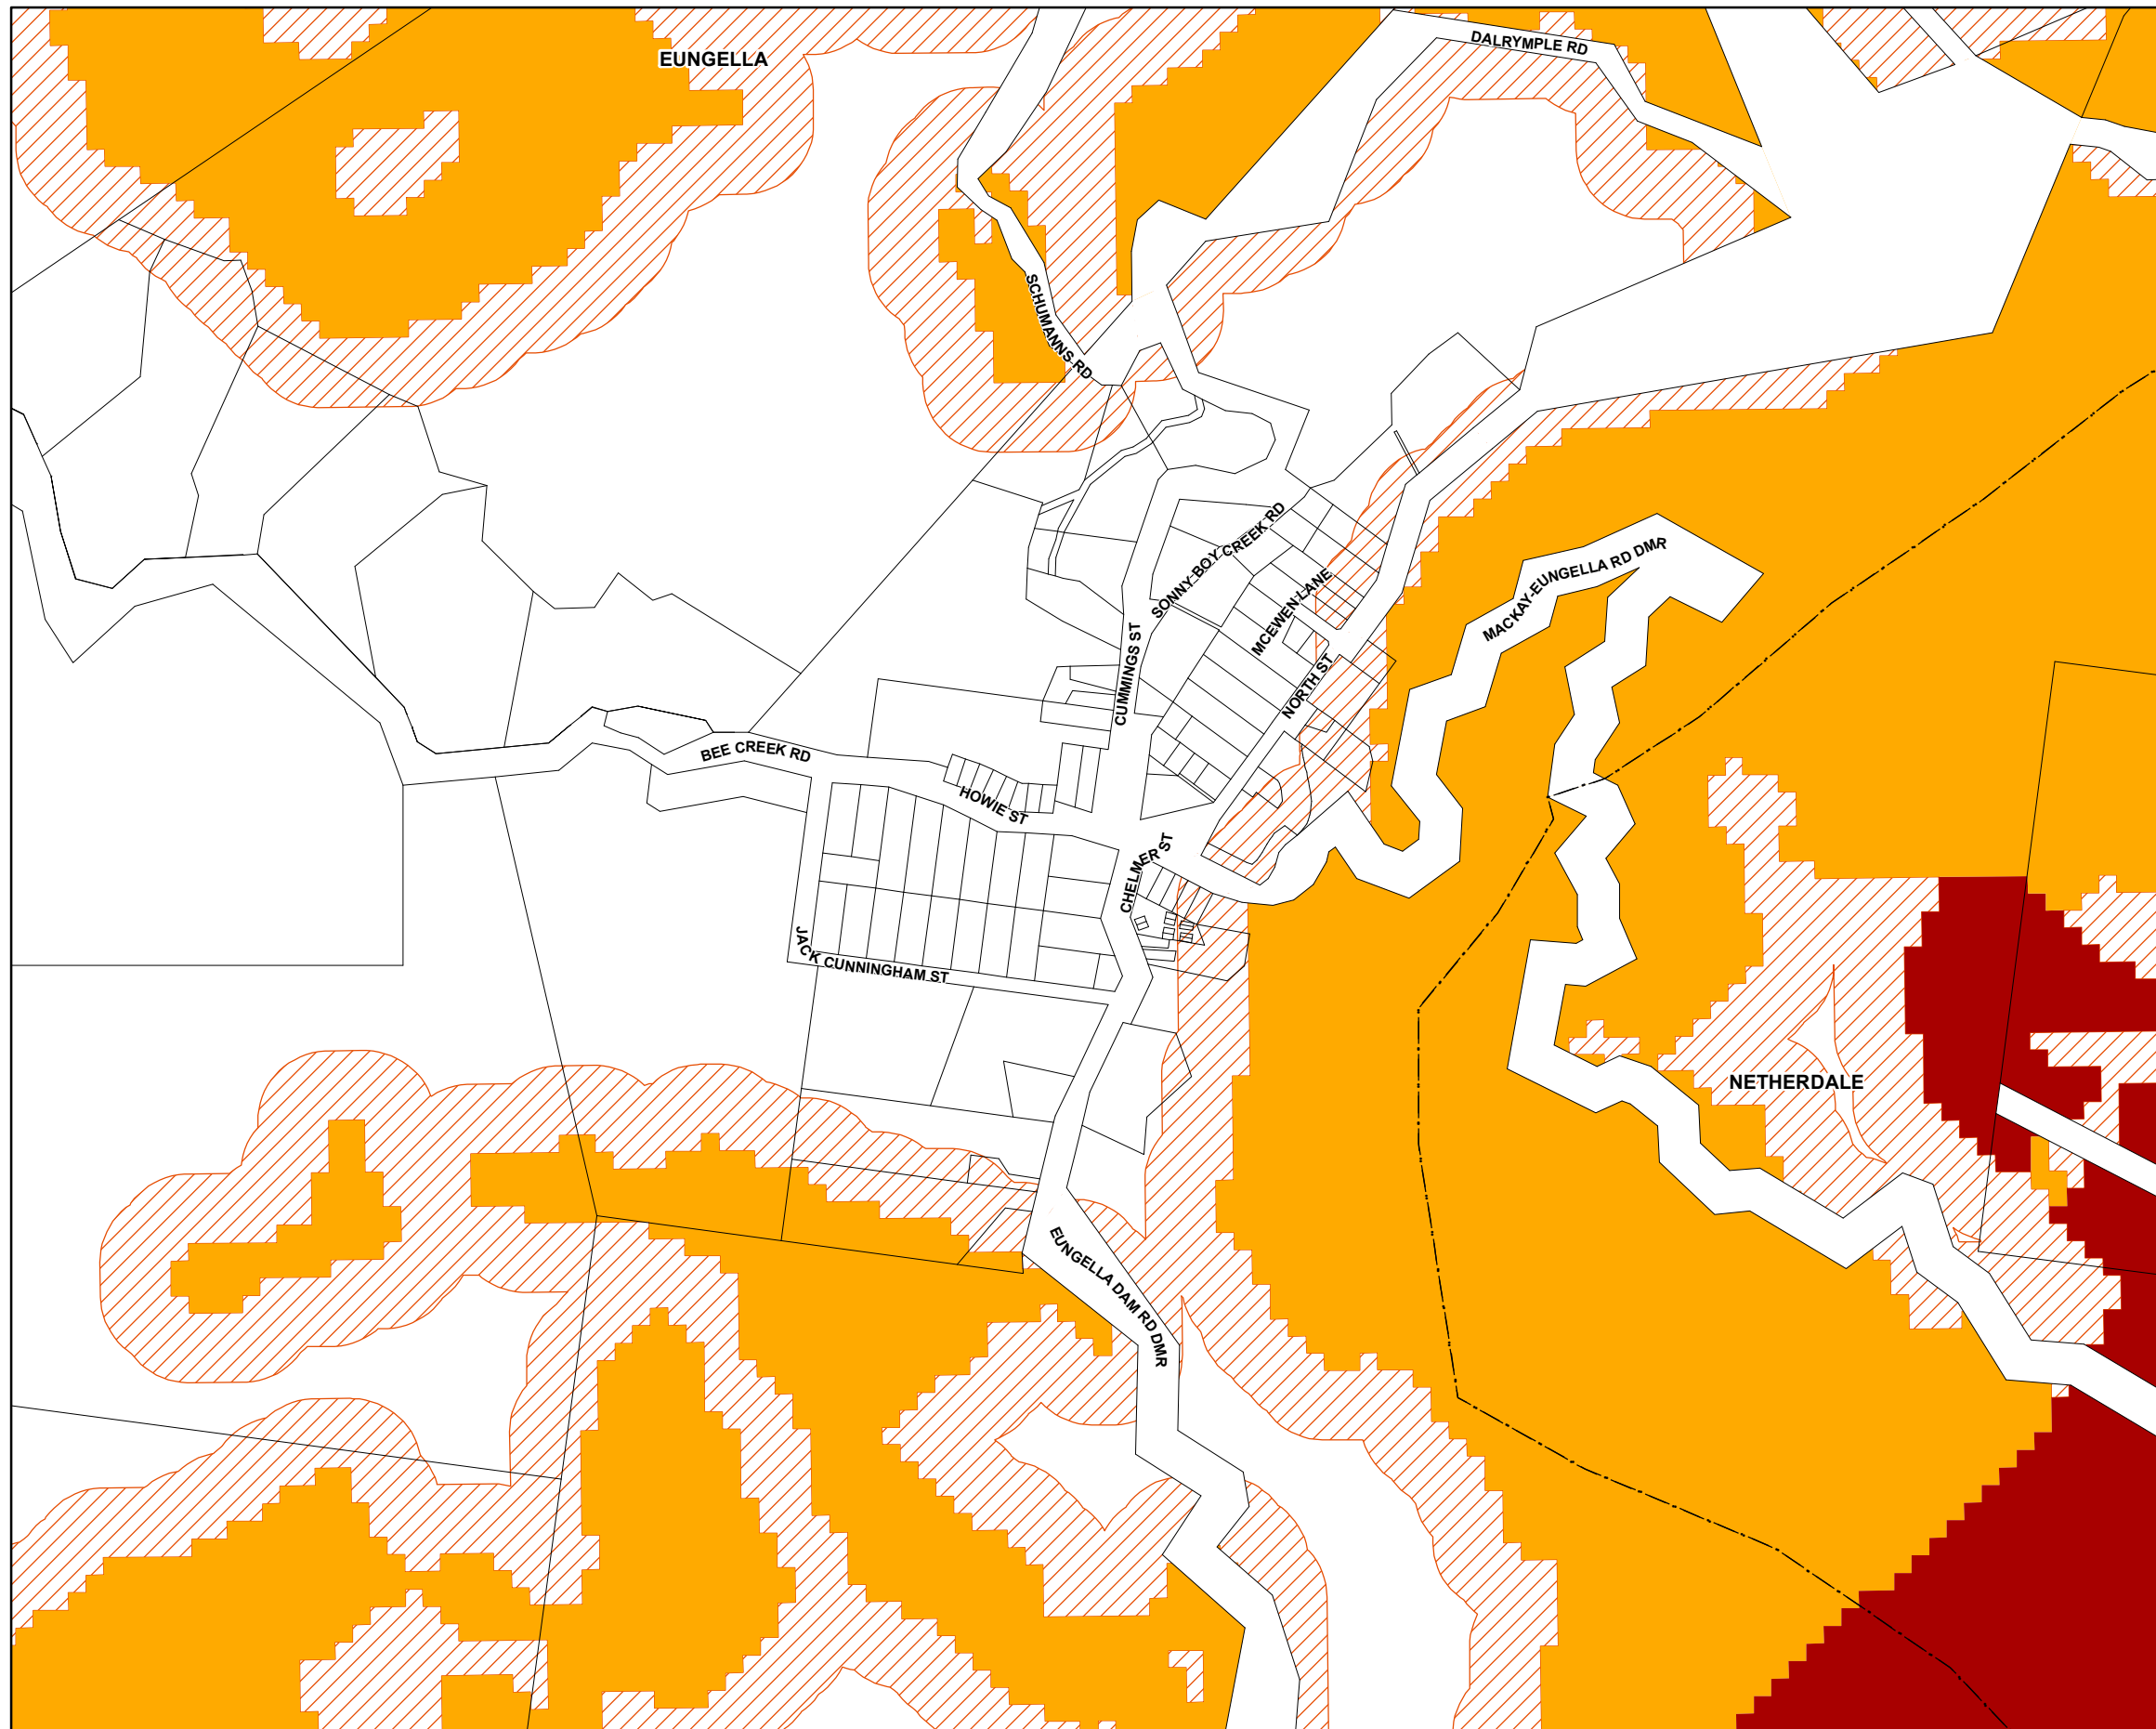 EUNGELLA
DALRYMPLE RD
SCHUMANNS RD
SONNY BOY CREEK RD
MACKAY-EUNGELLA RD DMR
MCEWEN LANE
CUMMINGS ST
NORTH ST
BEE CREEK RD
HOWIE ST
CHELMER ST
JACK CUNNINGHAM ST
NETHERDALE
EUNGELLA DAM RD DMR